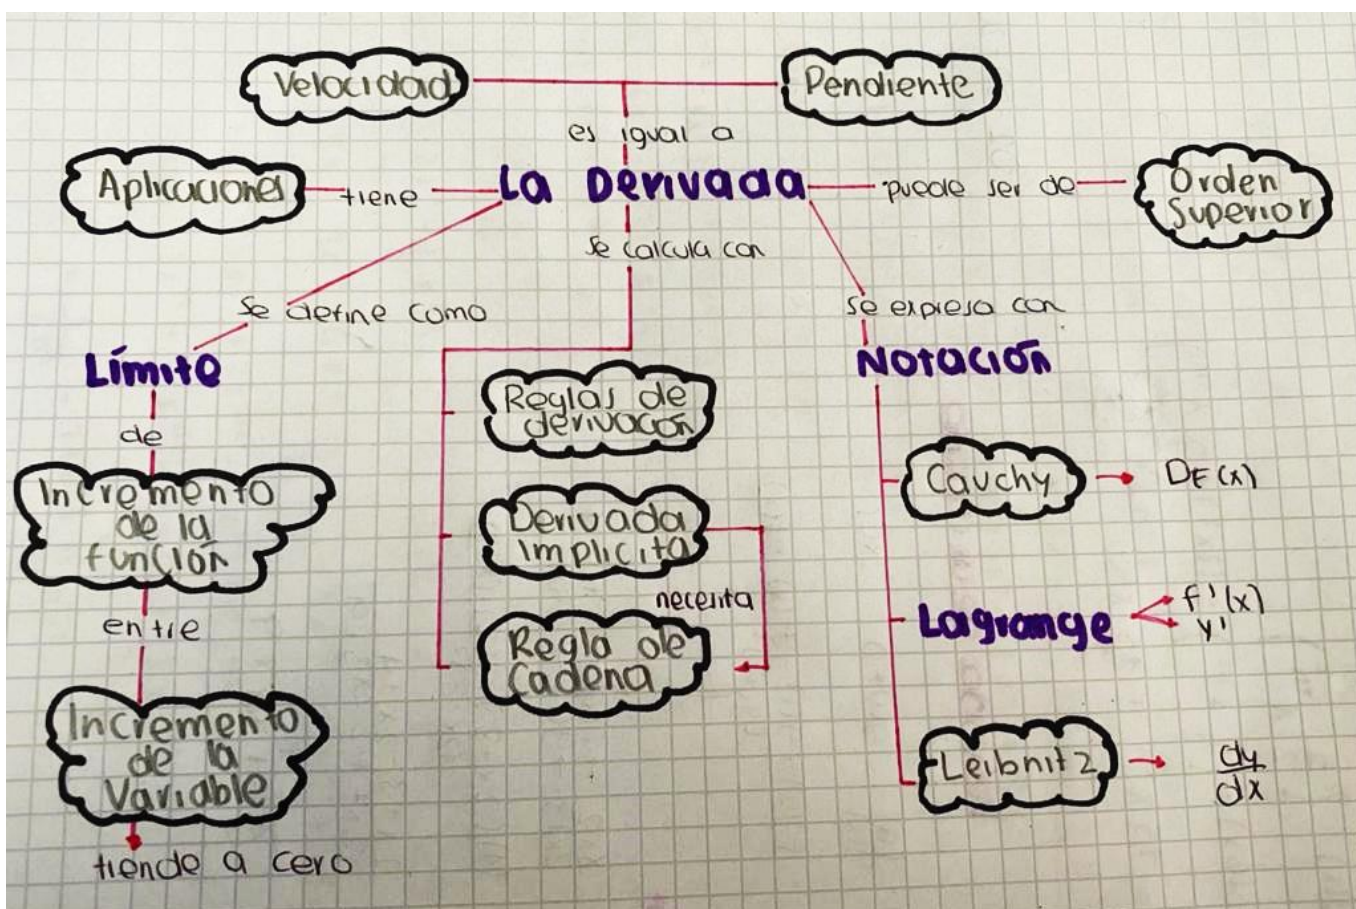 Velocidad
Pendiente
es igual a
Aplicaciones
tiene
La Derivada
puede ser de
Orden
Superior
se calcula con
Se define como
se expresa con
Límite
de
Incremento
de la
función
entre
Incremento
de la
Variable
tiende a cero
Reglas de
derivación
Derivada
Implicita
necesita
Regla de
Cadena
Notación
Cauchy
DF(x)
Lagrange
f'(x)
y'
Leibnitz
dy
dx